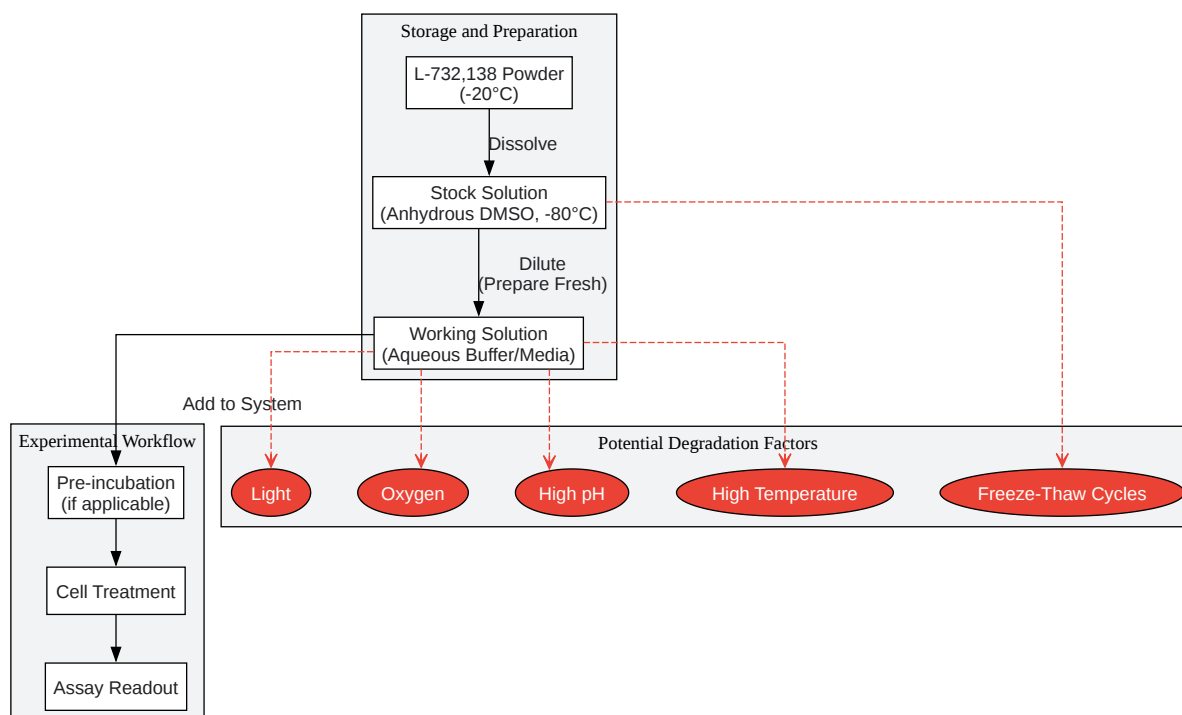 Storage and Preparation
L-732,138 Powder
(-20°C)
Dissolve
Stock Solution
(Anhydrous DMSO, -80°C)
Dilute
(Prepare Fresh)
Working Solution
(Aqueous Buffer/Media)
Add to System
Experimental Workflow
Pre-incubation
(if applicable)
Cell Treatment
Assay Readout
Potential Degradation Factors
Light
Oxygen
High pH
High Temperature
Freeze-Thaw Cycles